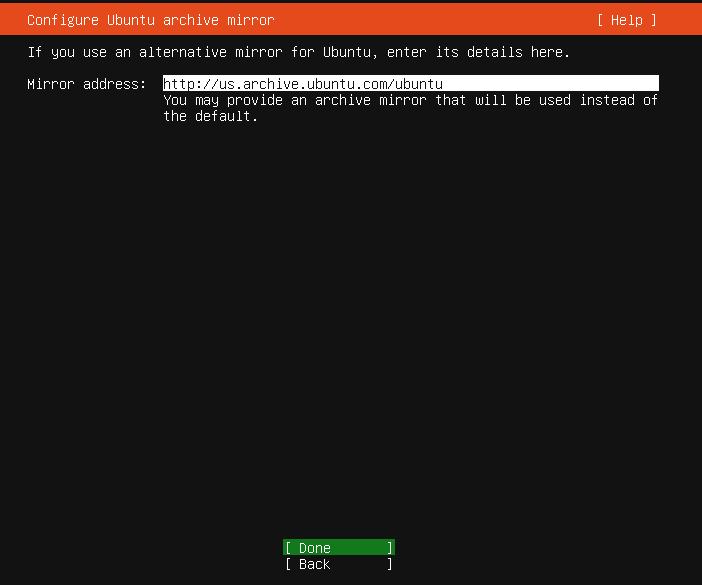 Configure Ubuntu archive mirror [ Help ]
If you use an alternative mirror for Ubuntu, enter its details here.
Mirror address: http://us.archive.ubuntu.com/ubuntu
You may provide an archive mirror that will be used instead of
the default.
[ Done ]
[ Back ]